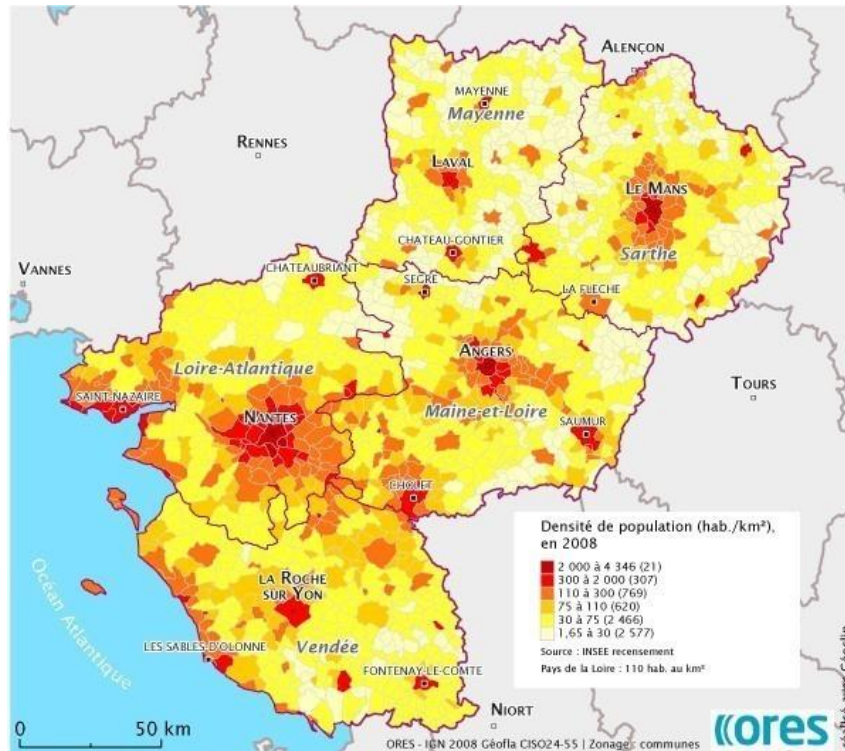 ALENÇON
MAYENNE
Mayenne
RENNES
LAVAL
LE MANS
CHATEAU-GONTIER
Sarthe
VANNES
CHATEAUBRIANT
SEGRE
LA FLECHE
ANGERS
Loire-Atlantique
TOURS
SAINT-NAZAIRE
NANTES
Maine-et-Loire
SAUMUR
CHOLET
Densité de population (hab./km²),
en 2008
2 000 à 4 346 (21)
300 à 2 000 (307)
110 à 300 (769)
75 à 110 (620)
30 à 75 (2 466)
1,65 à 30 (2 577)
Source : INSEE recensement
Pays de la Loire : 110 hab. au km²
Océan Atlantique
LA ROCHE
SUR YON
LES SABLES-D'OLONNE
Vendée
FONTENAY-LE-COMTE
NIORT
0 50 km
ORES - IGN 2008 Géofla CISO24-55 | Zonage : communes
ores